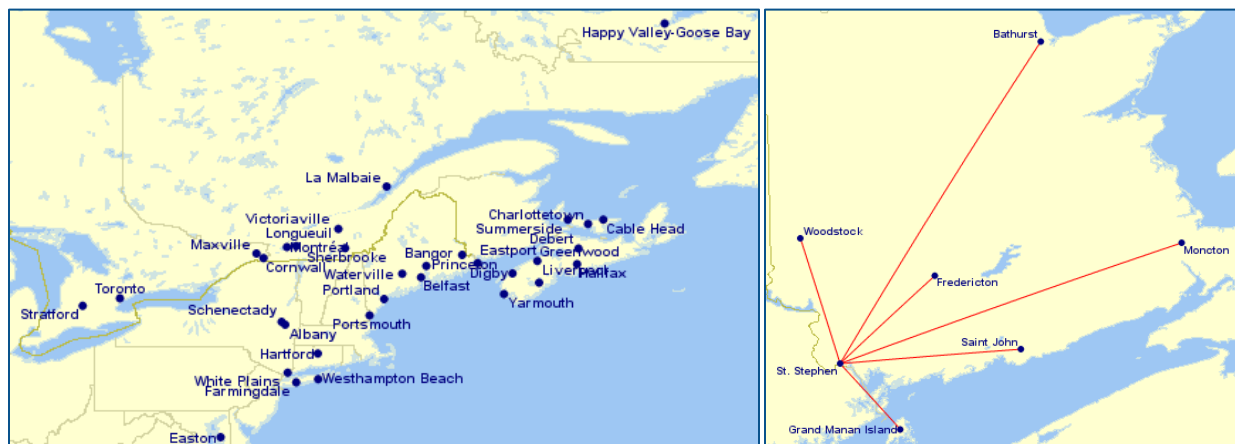 Happy Valley-Goose Bay
La Malbaie
Victoriaville
Longueuil
Maxville
Montréal
Sherbrooke
Cornwall
Charlottetown
Summerside
Cable Head
Debert
Bangor
Eastport
Greenwood
Princeton
Waterville
Digby
Liverpool
Halifax
Belfast
Portland
Yarmouth
Toronto
Stratford
Schenectady
Portsmouth
Albany
Hartford
White Plains
Westhampton Beach
Farmingdale
Easton
Bathurst
Woodstock
Moncton
Fredericton
Saint John
St. Stephen
Grand Manan Island